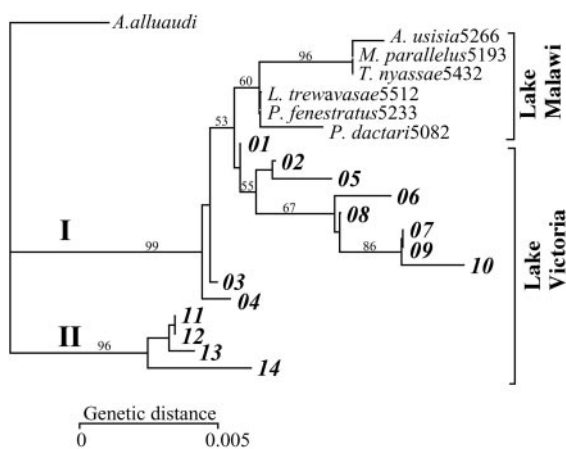 A.alluaudi
A. usisia5266
96
M. parallelus5193
T. nyassae5432
60
L. trewavasae5512
P. fenestratus5233
53
P. dactari5082
Lake
Malawi
01
02
55
05
06
67
08
07
I
99
86
09
10
03
04
Lake
Victoria
11
II
96
12
13
14
Genetic distance
0 0.005